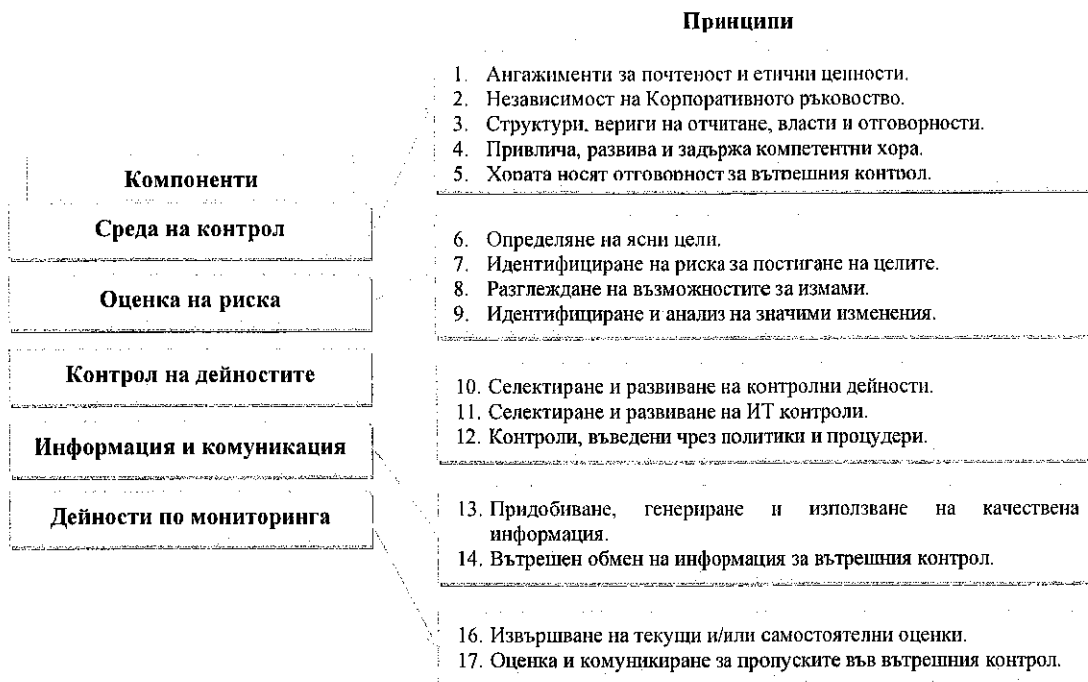 Принципи
1. Ангажименти за почтеност и етични ценности.
2. Независимост на Корпоративното ръковоство.
3. Структури, вериги на отчитане, власти и отговорности.
4. Привлича, развива и задържа компетентни хора.
5. Хората носят отговорност за вътрешния контрол.
Компоненти
Среда на контрол
Оценка на риска
Контрол на дейностите
Информация и комуникация
Дейности по мониторинга
6. Определяне на ясни цели.
7. Идентифициране на риска за постигане на целите.
8. Разглеждане на възможностите за измами.
9. Идентифициране и анализ на значими изменения.
10. Селектиране и развиване на контролни дейности.
11. Селектиране и развиване на ИТ контроли.
12. Контроли, въведени чрез политики и процудери.
13. Придобиване, генериране и използване на качествена
информация.
14. Вътрешен обмен на информация за вътрешния контрол.
16. Извършване на текущи и/или самостоятелни оценки.
17. Оценка и комуникиране за пропуските във вътрешния контрол.